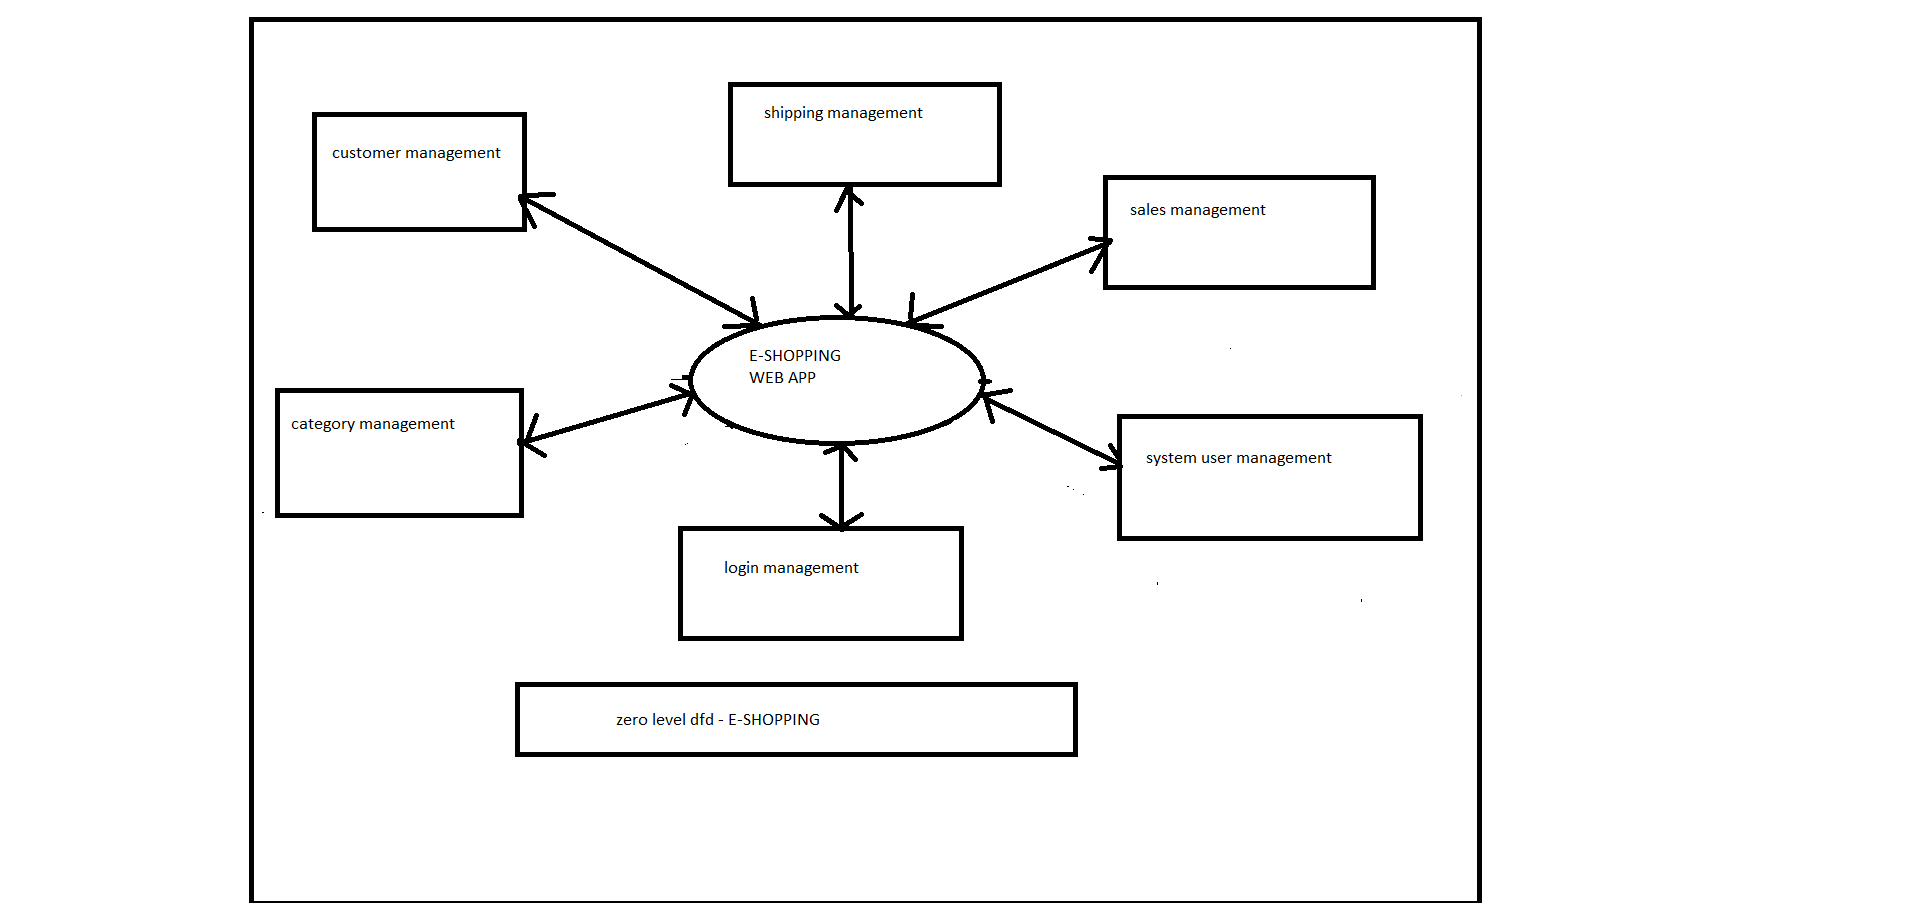 shipping management
customer management
sales management
E-SHOPPING
WEB APP
category management
system user management
login management
zero level dfd - E-SHOPPING